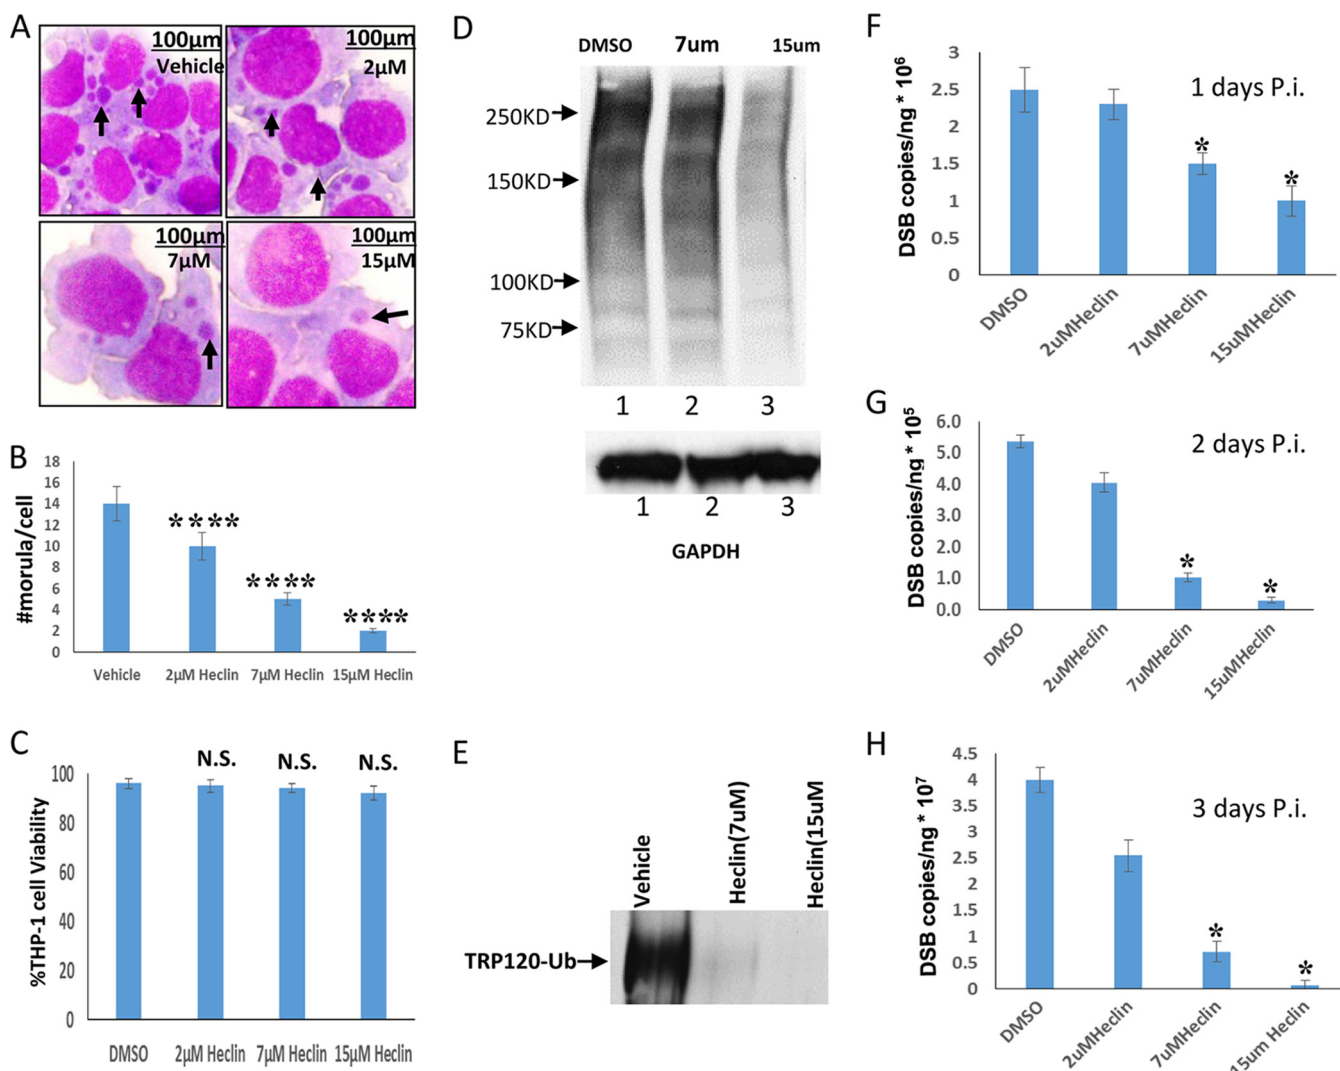 A
100µm
Vehicle
100µm
2µM
100µm
7µM
100µm
15µM
B
#morula/cell
18
16
14
12
10
8
6
4
2
0
****
****
****
Vehicle
2µM Heclin
7µM Heclin
15µM Heclin
C
%THP-1 cell Viability
100
80
60
40
20
0
N.S.
N.S.
N.S.
DMSO
2µM Heclin
7µM Heclin
15µM Heclin
D
DMSO
7um
15um
250KD
150KD
100KD
75KD
1 2 3
1 2 3
GAPDH
E
Vehicle
Heclin(7uM)
Heclin(15uM
TRP120-Ub
F
DSB copies/ng * 10⁶
3
2.5
2
1.5
1
0.5
0
1 days P.i.
*
*
DMSO
2uMHeclin
7uMHeclin
15uMHeclin
G
DSB copies/ng * 10⁵
6.0
5.0
4.0
3.0
2.0
1.0
0.0
2 days P.i.
*
*
DMSO
2uMHeclin
7uMHeclin
15uMHeclin
H
DSB copies/ng * 10⁷
4.5
4
3.5
3
2.5
2
1.5
1
0.5
0
3 days P.i.
*
*
DMSO
2uMHeclin
7uMHeclin
15um Heclin